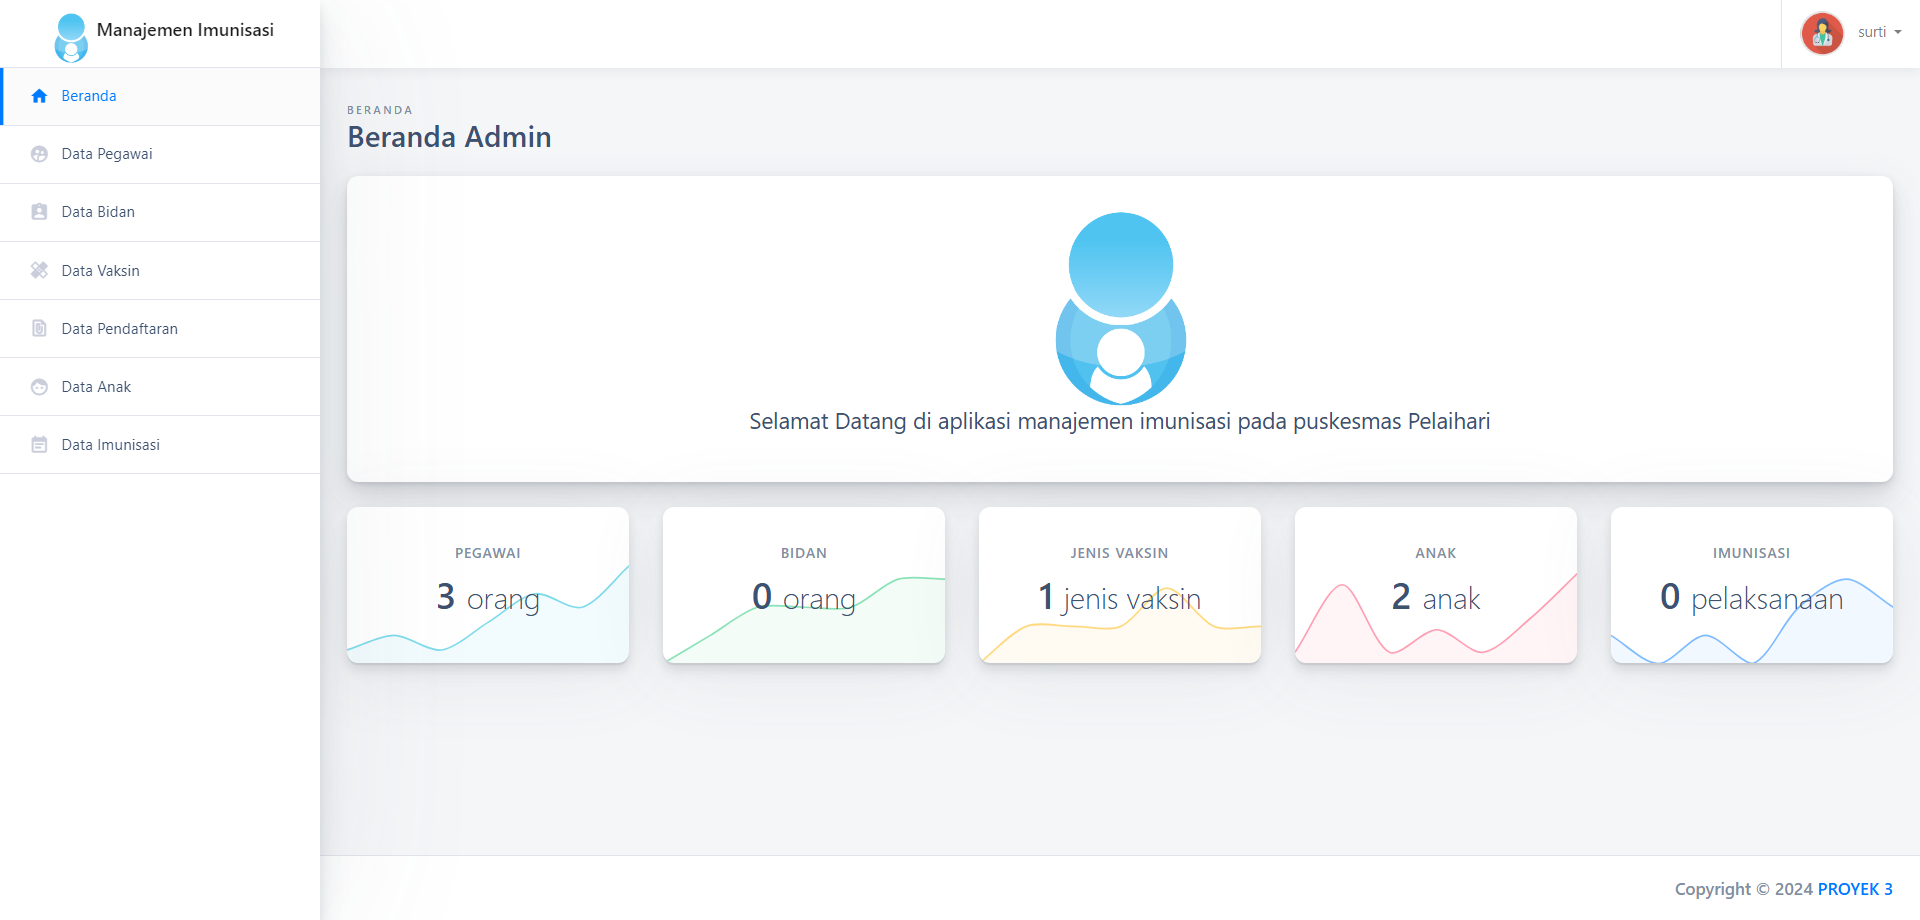 Manajemen Imunisasi
surti
Beranda
Data Pegawai
Data Bidan
Data Vaksin
Data Pendaftaran
Data Anak
Data Imunisasi
BERANDA
Beranda Admin
Selamat Datang di aplikasi manajemen imunisasi pada puskesmas Pelaihari
PEGAWAI
3 orang
BIDAN
0 orang
JENIS VAKSIN
1 jenis vaksin
ANAK
2 anak
IMUNISASI
0 pelaksanaan
Copyright © 2024 PROYEK 3